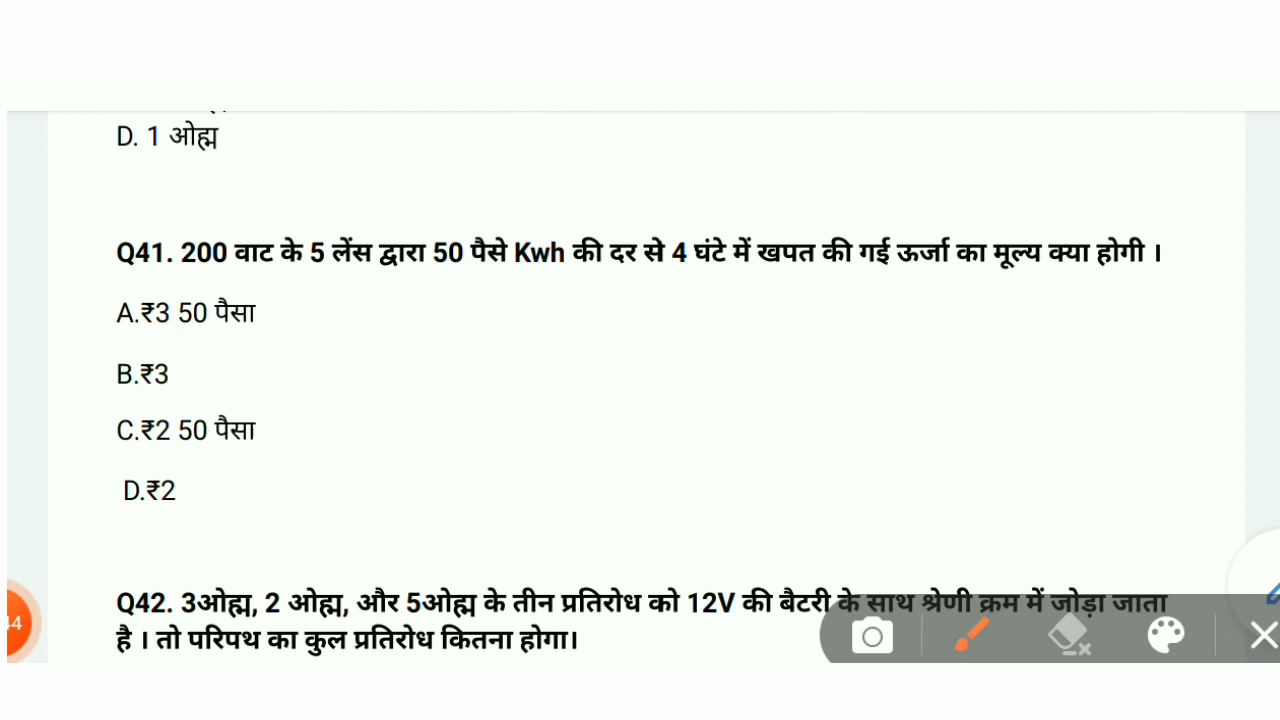 D. 1 ओह्म
Q41. 200 वाट के 5 लेंस द्वारा 50 पैसे Kwh की दर से 4 घंटे में खपत की गई ऊर्जा का मूल्य क्या होगी ।
A.₹3 50 पैसा
B.₹3
C.₹2 50 पैसा
D.₹2
Q42. 3ओह्म, 2 ओह्म, और 5ओह्म के तीन प्रतिरोध को 12V की बैटरी के साथ श्रेणी क्रम में जोड़ा जाता
है । तो परिपथ का कुल प्रतिरोध कितना होगा।
44